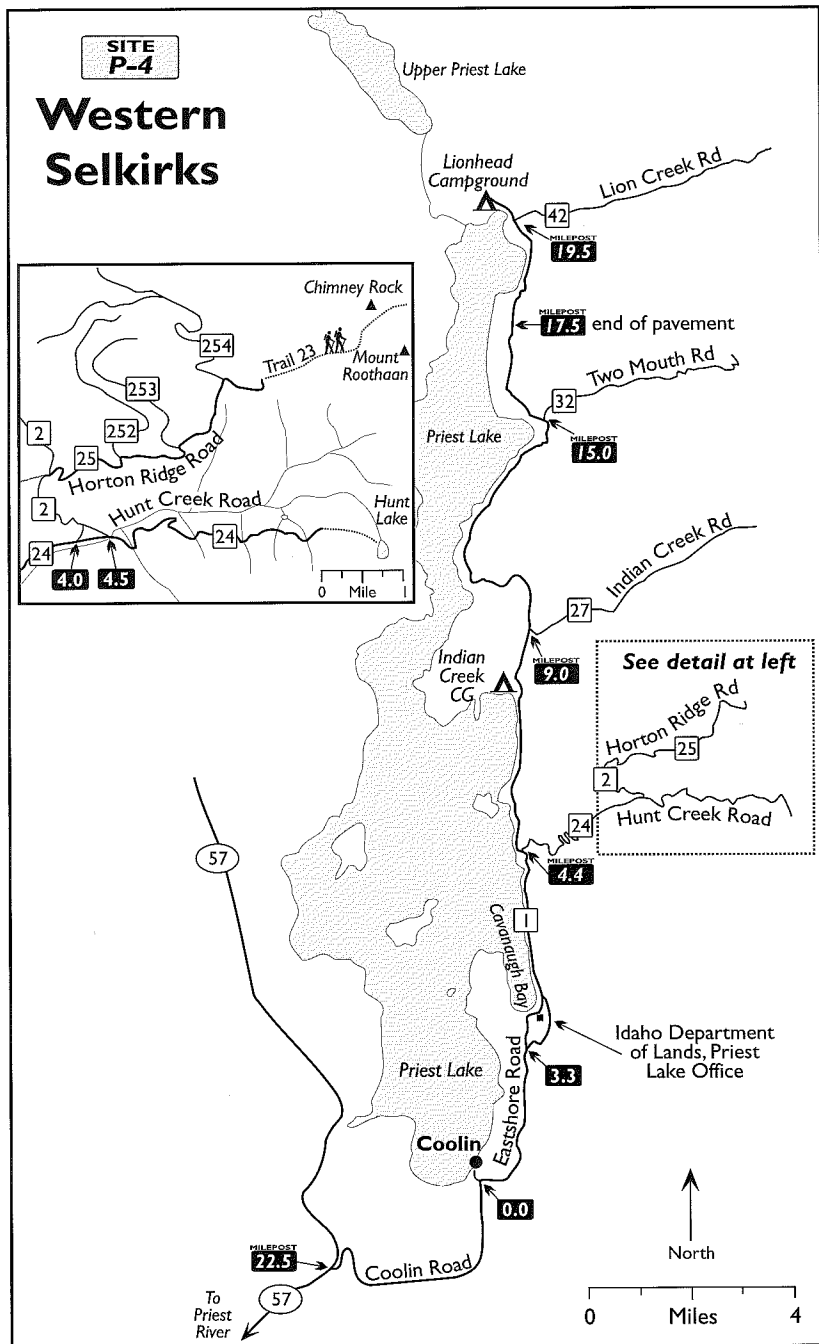 SITE
P-4
Western
Selkirks
Upper Priest Lake
Lionhead
Campground
42
Lion Creek Rd
MILEPOST
19.5
MILEPOST
17.5 end of pavement
Two Mouth Rd
32
MILEPOST
15.0
Priest Lake
Chimney Rock
254
Trail 23
Mount
Roothaan
253
2
252
25
Horton Ridge Road
2
Hunt Creek Road
Hunt
Lake
24
24
4.0
4.5
0 Mile 1
Indian Creek Rd
27
MILEPOST
9.0
Indian
Creek
CG
See detail at left
Horton Ridge Rd
25
2
24
Hunt Creek Road
MILEPOST
4.4
57
1
Cavanaugh Bay
Idaho Department
of Lands, Priest
Lake Office
3.3
Eastshore Road
Priest Lake
Coolin
0.0
MILEPOST
22.5
Coolin Road
57
To
Priest
River
North
0 Miles 4